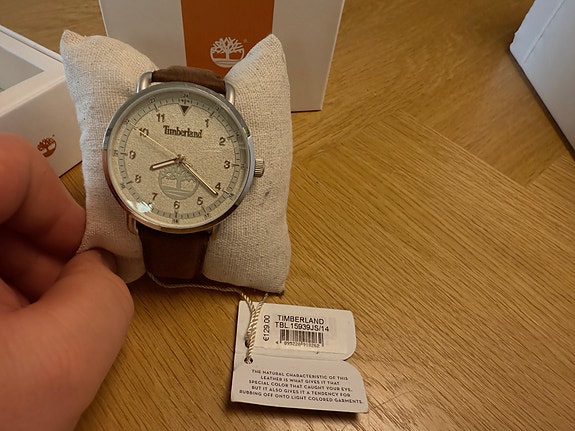 Timberland
1
2
3
4
5
6
7
8
9
10
11
€129.00
TIMBERLAND
TBL.15939JS/14
THE NATURAL CHARACTERISTIC OF THIS
LEATHER IS WHAT GIVES IT THAT
SPECIAL COLOR THAT CAUGHT YOUR EYE.
BUT IT ALSO GIVES IT A TENDENCY FOR
RUBBING OFF ONTO LIGHT COLORED GARMENTS.